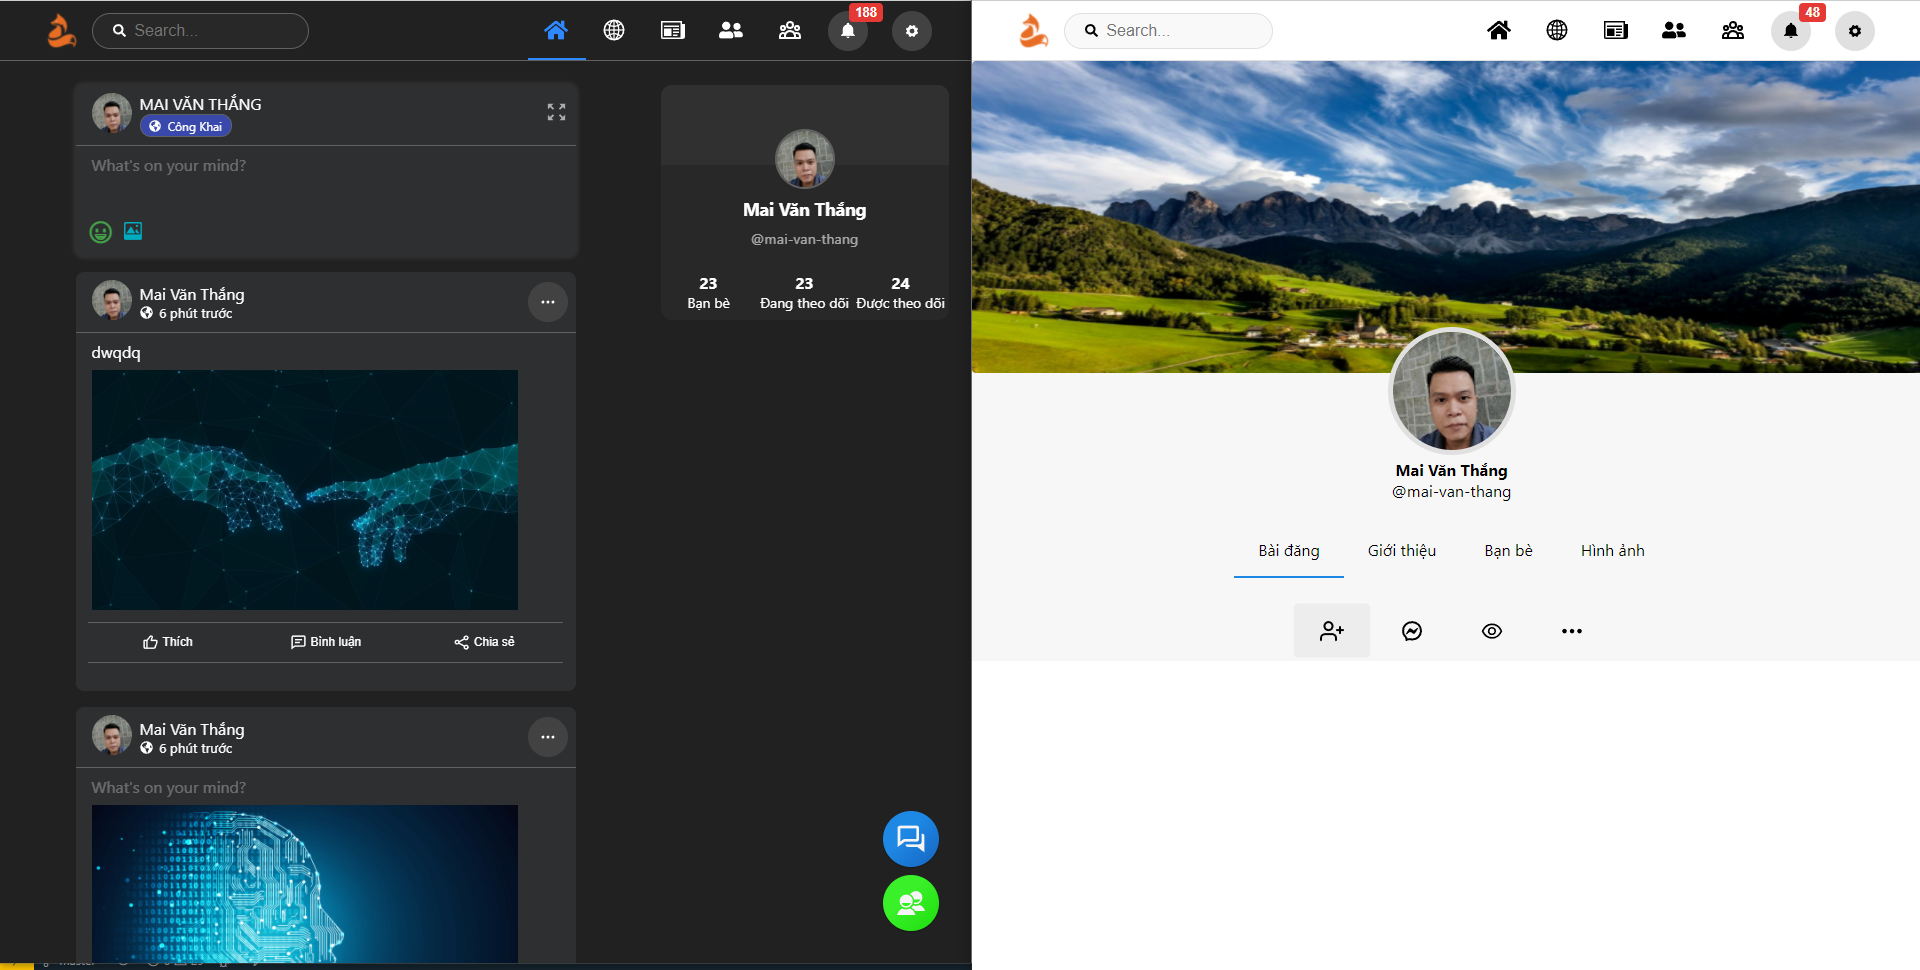 Search...
188
MAI VĂN THẮNG
Công Khai
What's on your mind?
Mai Văn Thắng
@mai-van-thang
23
23
24
Bạn bè
Đang theo dõi
Được theo dõi
Mai Văn Thắng
6 phút trước
dwqdq
Thích
Bình luận
Chia sẻ
Mai Văn Thắng
6 phút trước
What's on your mind?
Search...
48
Mai Văn Thắng
@mai-van-thang
Bài đăng
Giới thiệu
Bạn bè
Hình ảnh